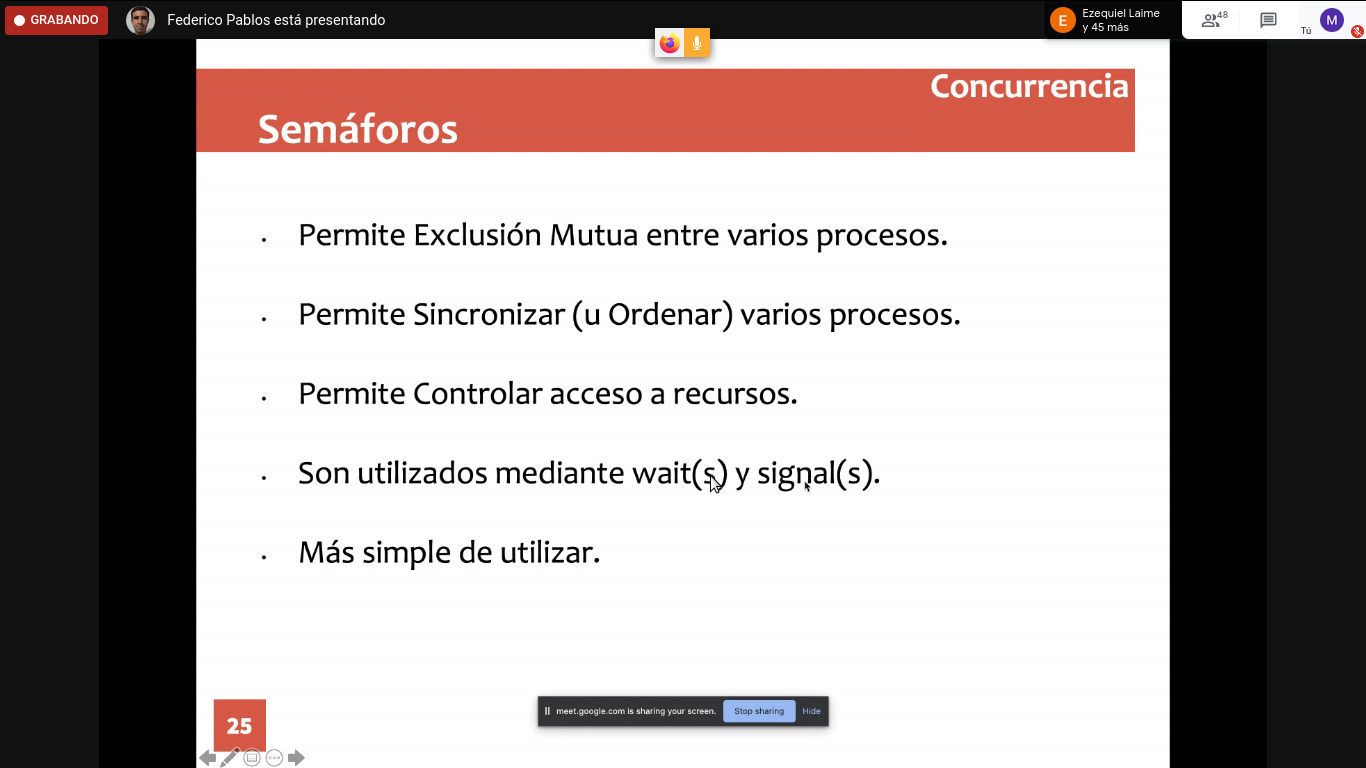 GRABANDO
Federico Pablos está presentando
E
Ezequiel Laime
y 45 más
48
Tú
M
Concurrencia
Semáforos
• Permite Exclusión Mutua entre varios procesos.
• Permite Sincronizar (u Ordenar) varios procesos.
• Permite Controlar acceso a recursos.
• Son utilizados mediante wait(s) y signal(s).
• Más simple de utilizar.
meet.google.com is sharing your screen. Stop sharing Hide
25